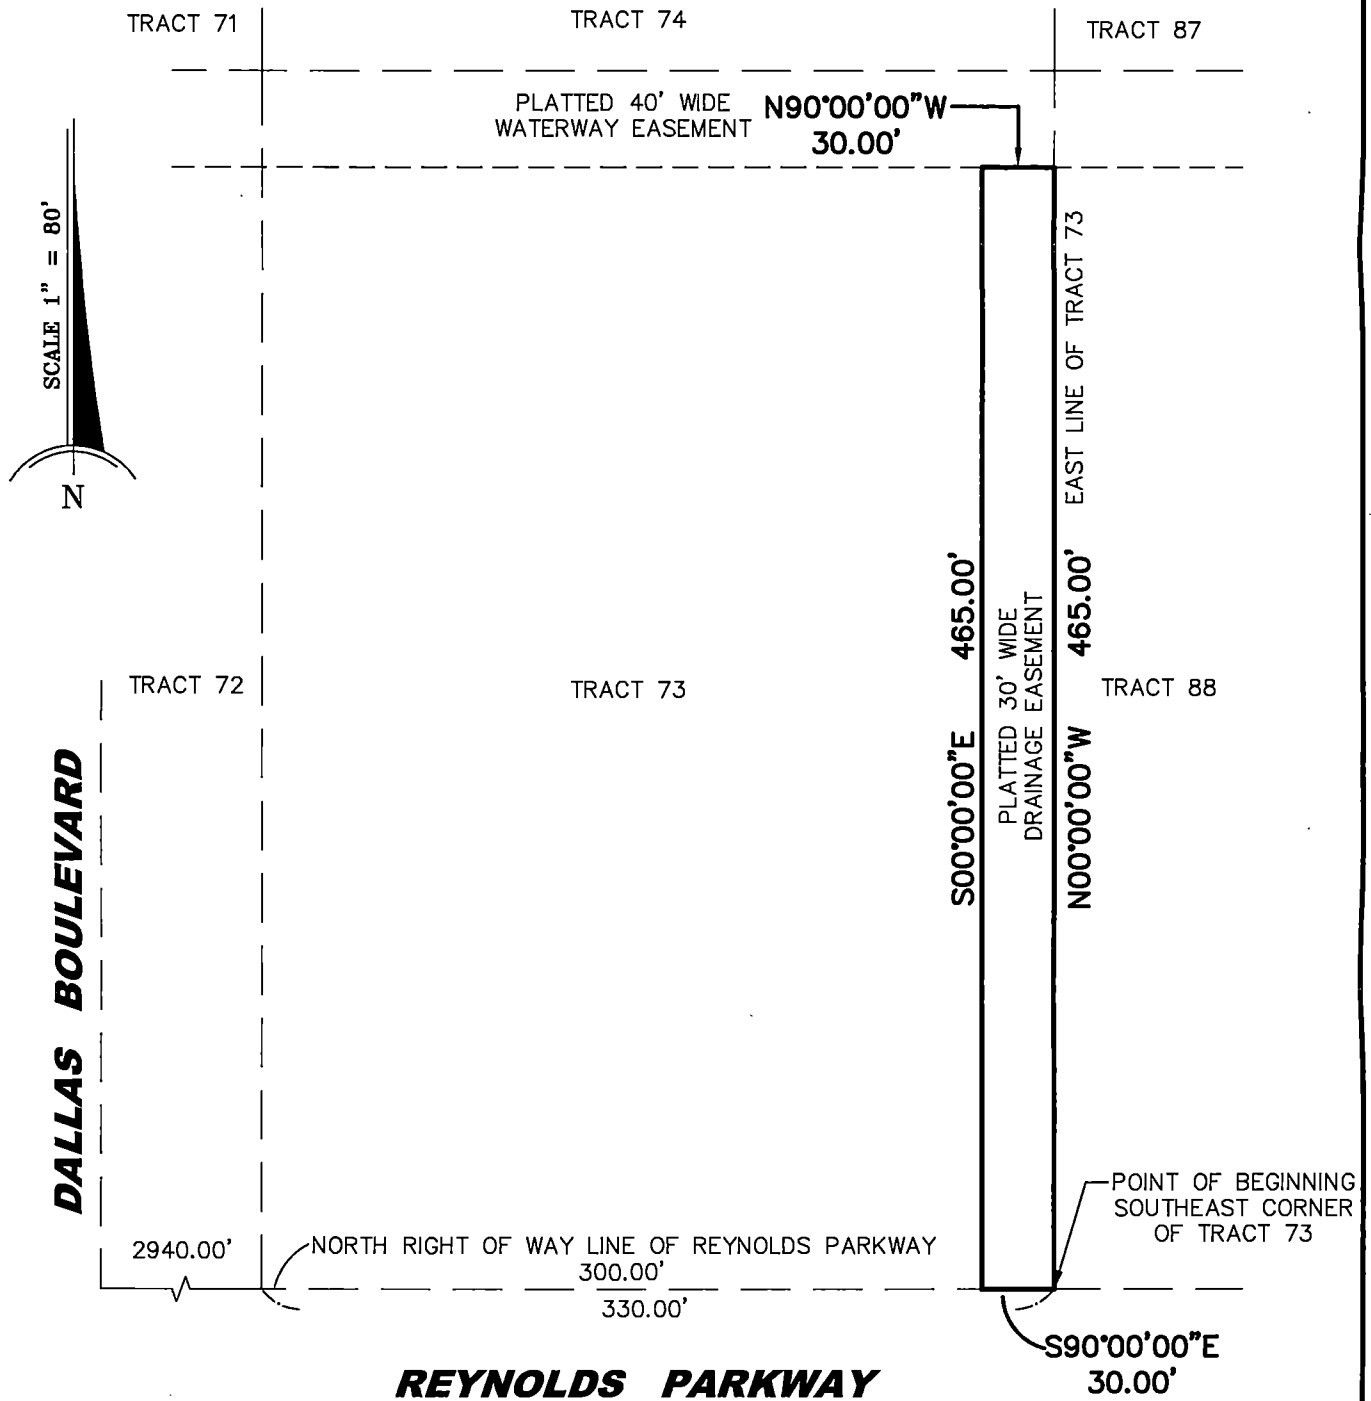 TRACT 71
TRACT 74
TRACT 87
PLATTED 40' WIDE
WATERWAY EASEMENT
N90°00'00"W
30.00'
SCALE 1" = 80'
N
EAST LINE OF TRACT 73
S00°00'00"E 465.00'
PLATTED 30' WIDE
DRAINAGE EASEMENT
N00°00'00"W 465.00'
TRACT 72
TRACT 73
TRACT 88
DALLAS BOULEVARD
POINT OF BEGINNING
SOUTHEAST CORNER
OF TRACT 73
2940.00'
NORTH RIGHT OF WAY LINE OF REYNOLDS PARKWAY
300.00'
330.00'
S90°00'00"E
30.00'
REYNOLDS PARKWAY